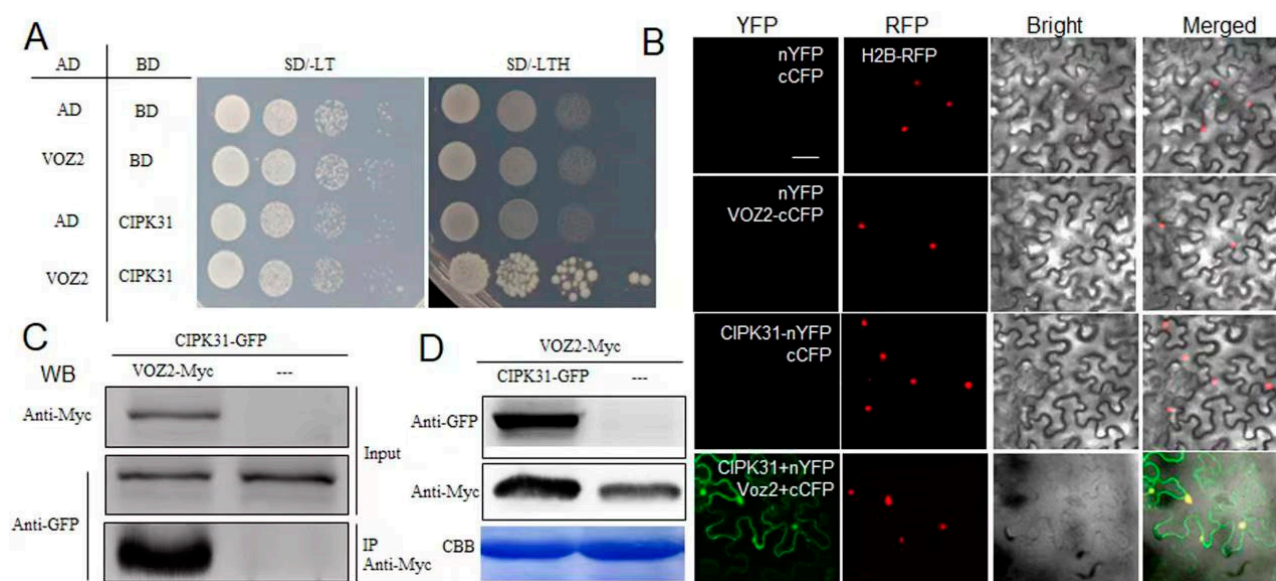 A
AD BD SD/-LT SD/-LTH
AD BD
VOZ2 BD
AD CIPK31
VOZ2 CIPK31
B
YFP RFP Bright Merged
nYFP
cCFP
H2B-RFP
nYFP
VOZ2-cCFP
CIPK31-nYFP
cCFP
CIPK31+nYFP
Voz2+cCFP
C
CIPK31-GFP
WB VOZ2-Myc ---
Anti-Myc
Input
Anti-GFP
IP
Anti-Myc
D
VOZ2-Myc
CIPK31-GFP ---
Anti-GFP
Anti-Myc
CBB